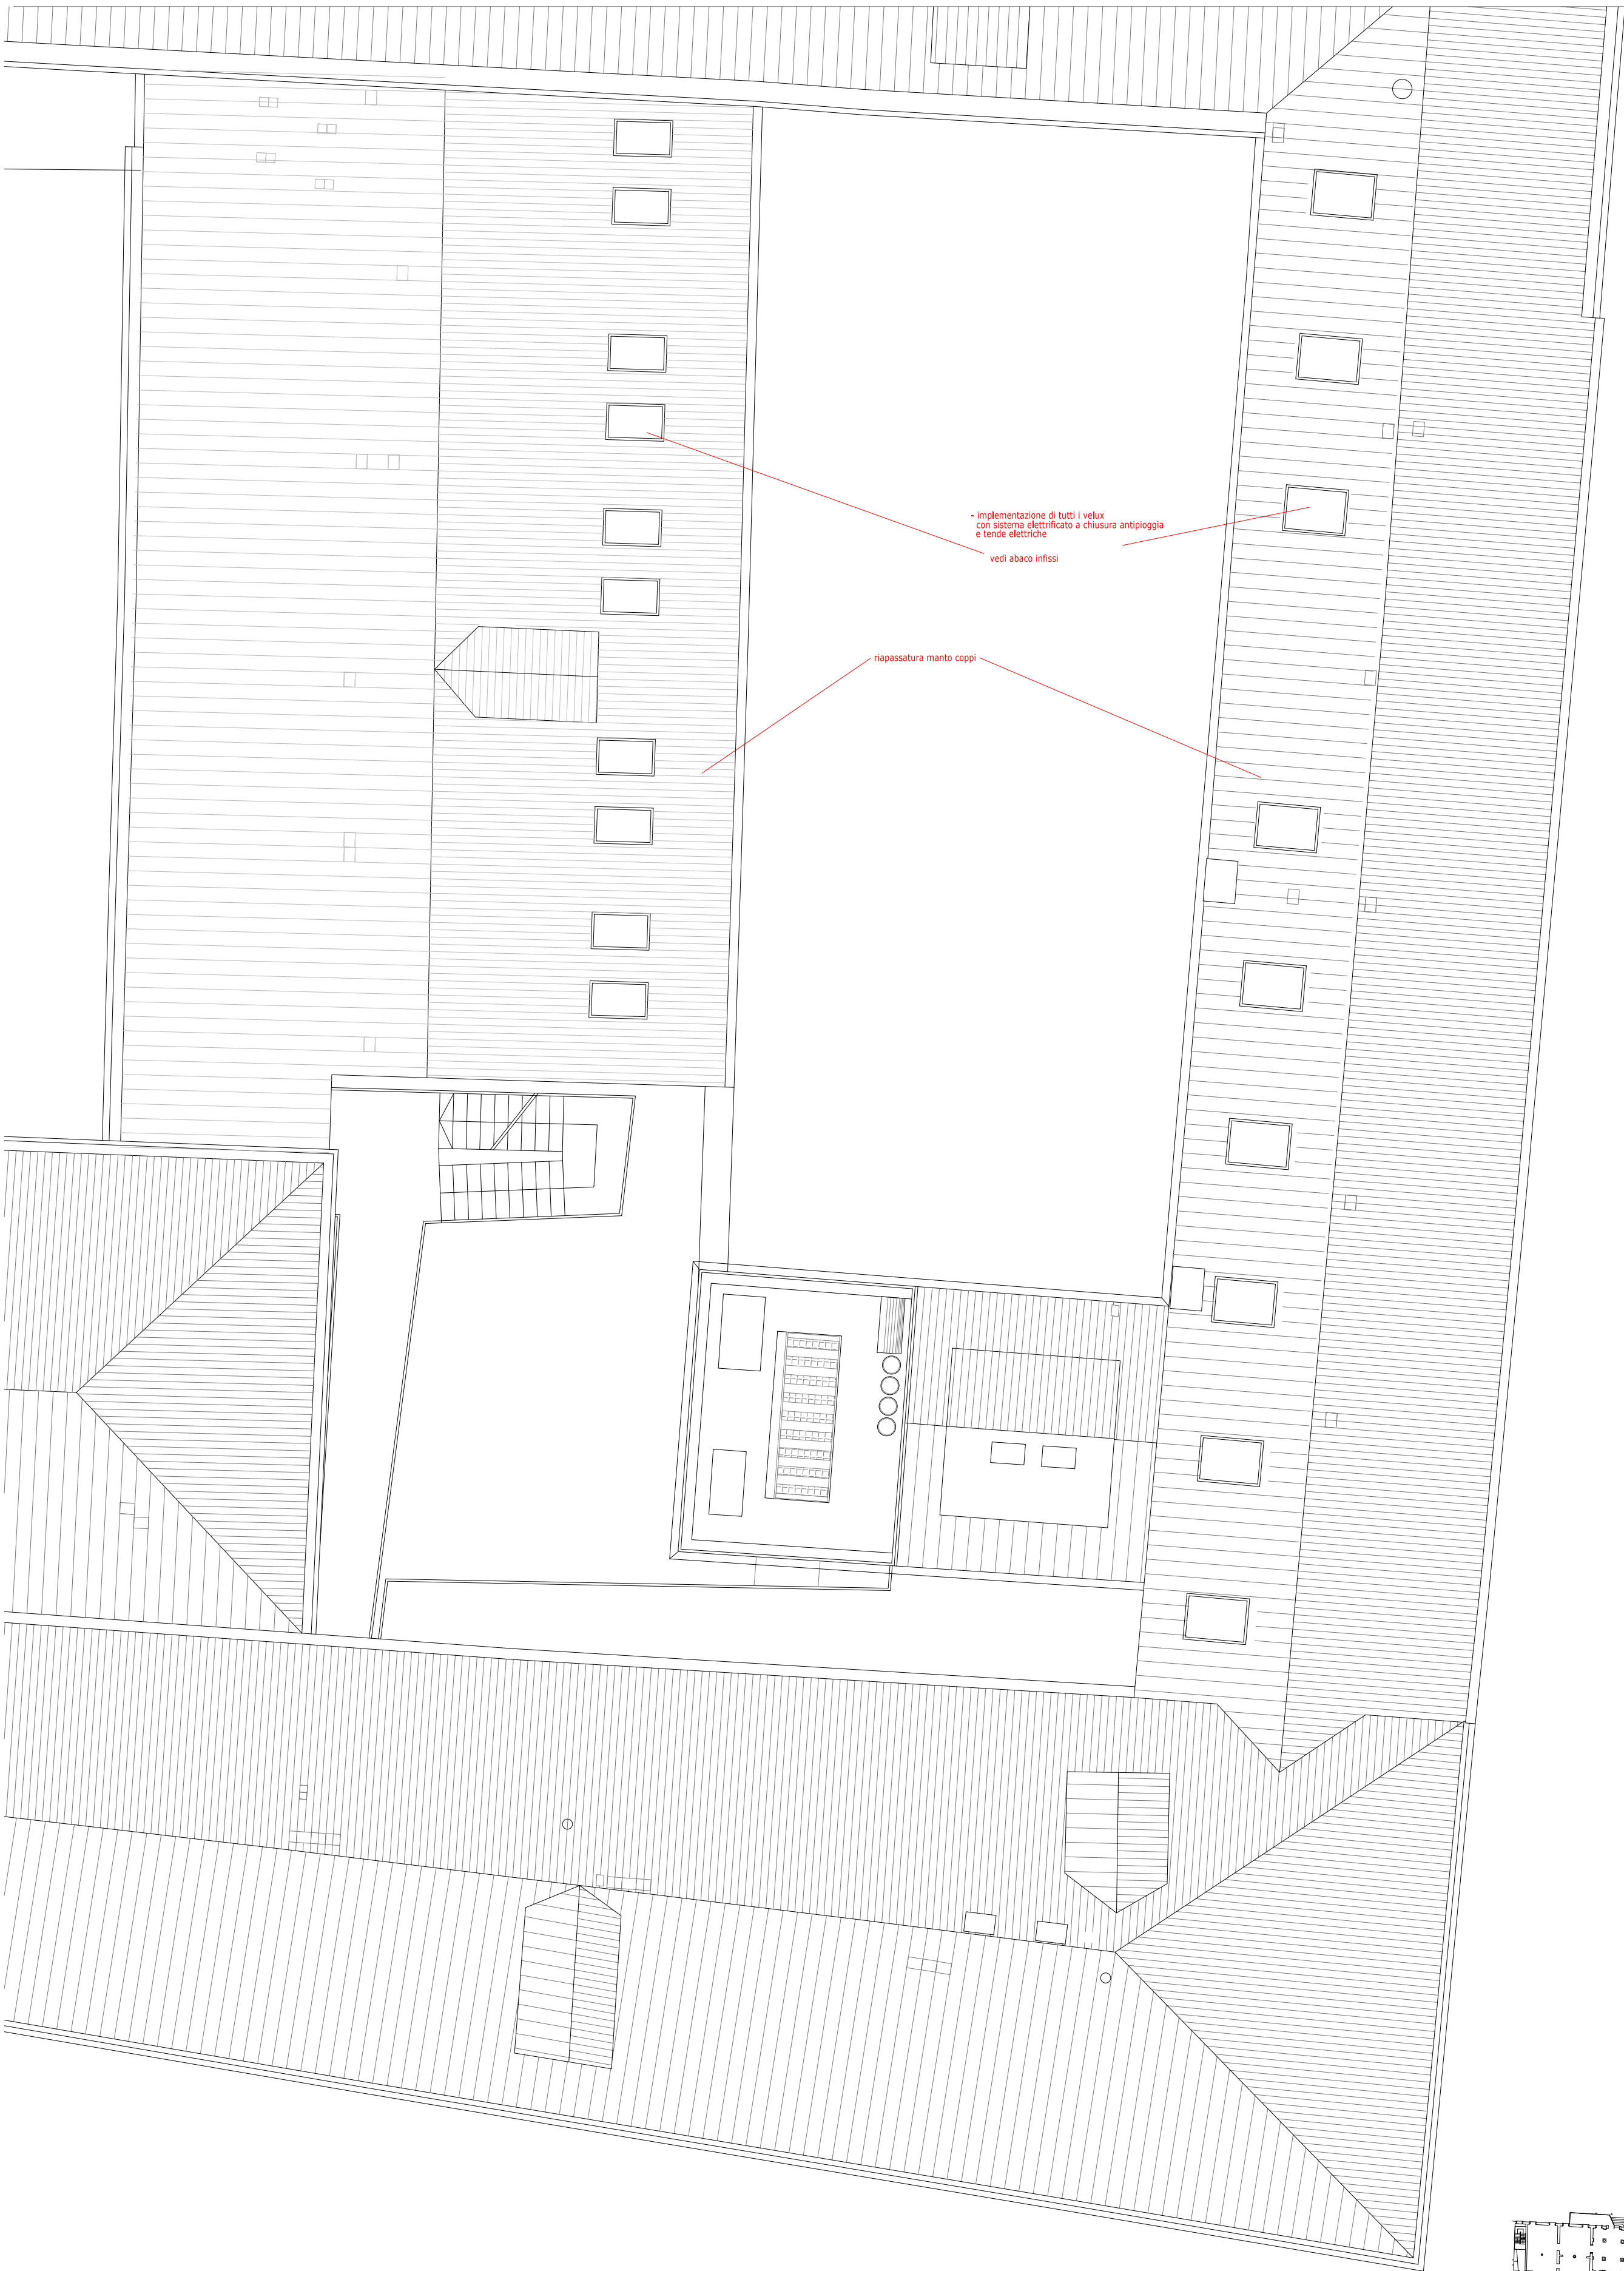 - implementazione di tutti i velux
con sistema elettrificato a chiusura antipioggia
e tende elettriche
vedi abaco infissi
riapassatura manto coppi